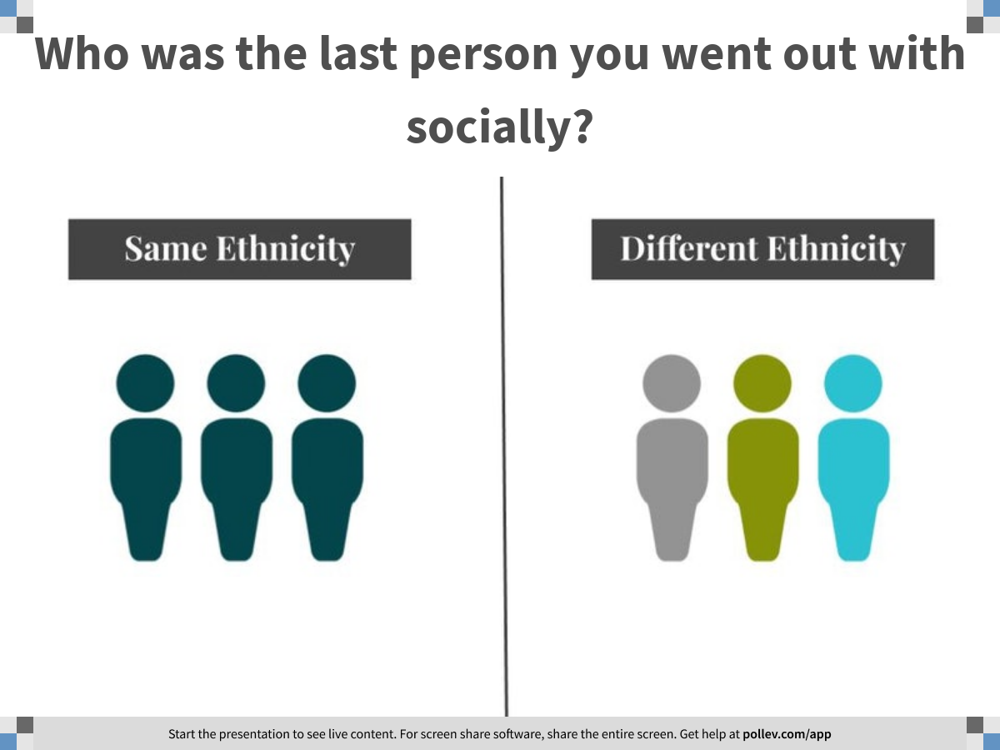 Who was the last person you went out with
socially?
Same Ethnicity
Different Ethnicity
Start the presentation to see live content. For screen share software, share the entire screen. Get help at pollev.com/app